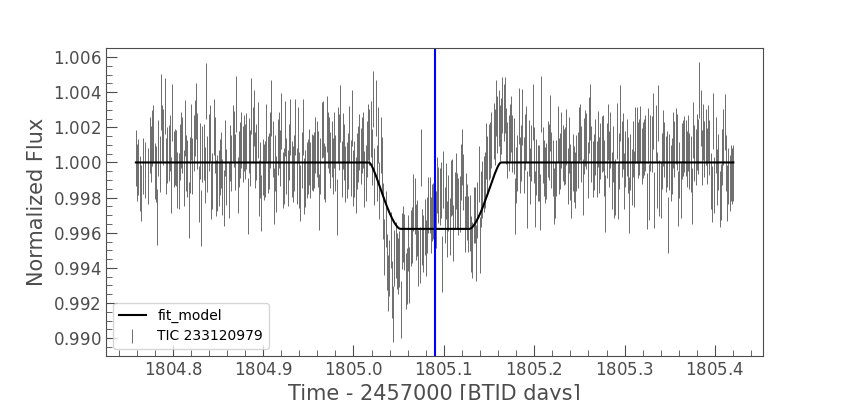 1.006
1.004
1.002
1.000
0.998
0.996
0.994
0.992
0.990
Normalized Flux
fit_model
TIC 233120979
1804.8 1804.9 1805.0 1805.1 1805.2 1805.3 1805.4
Time - 2457000 [BTJD days]